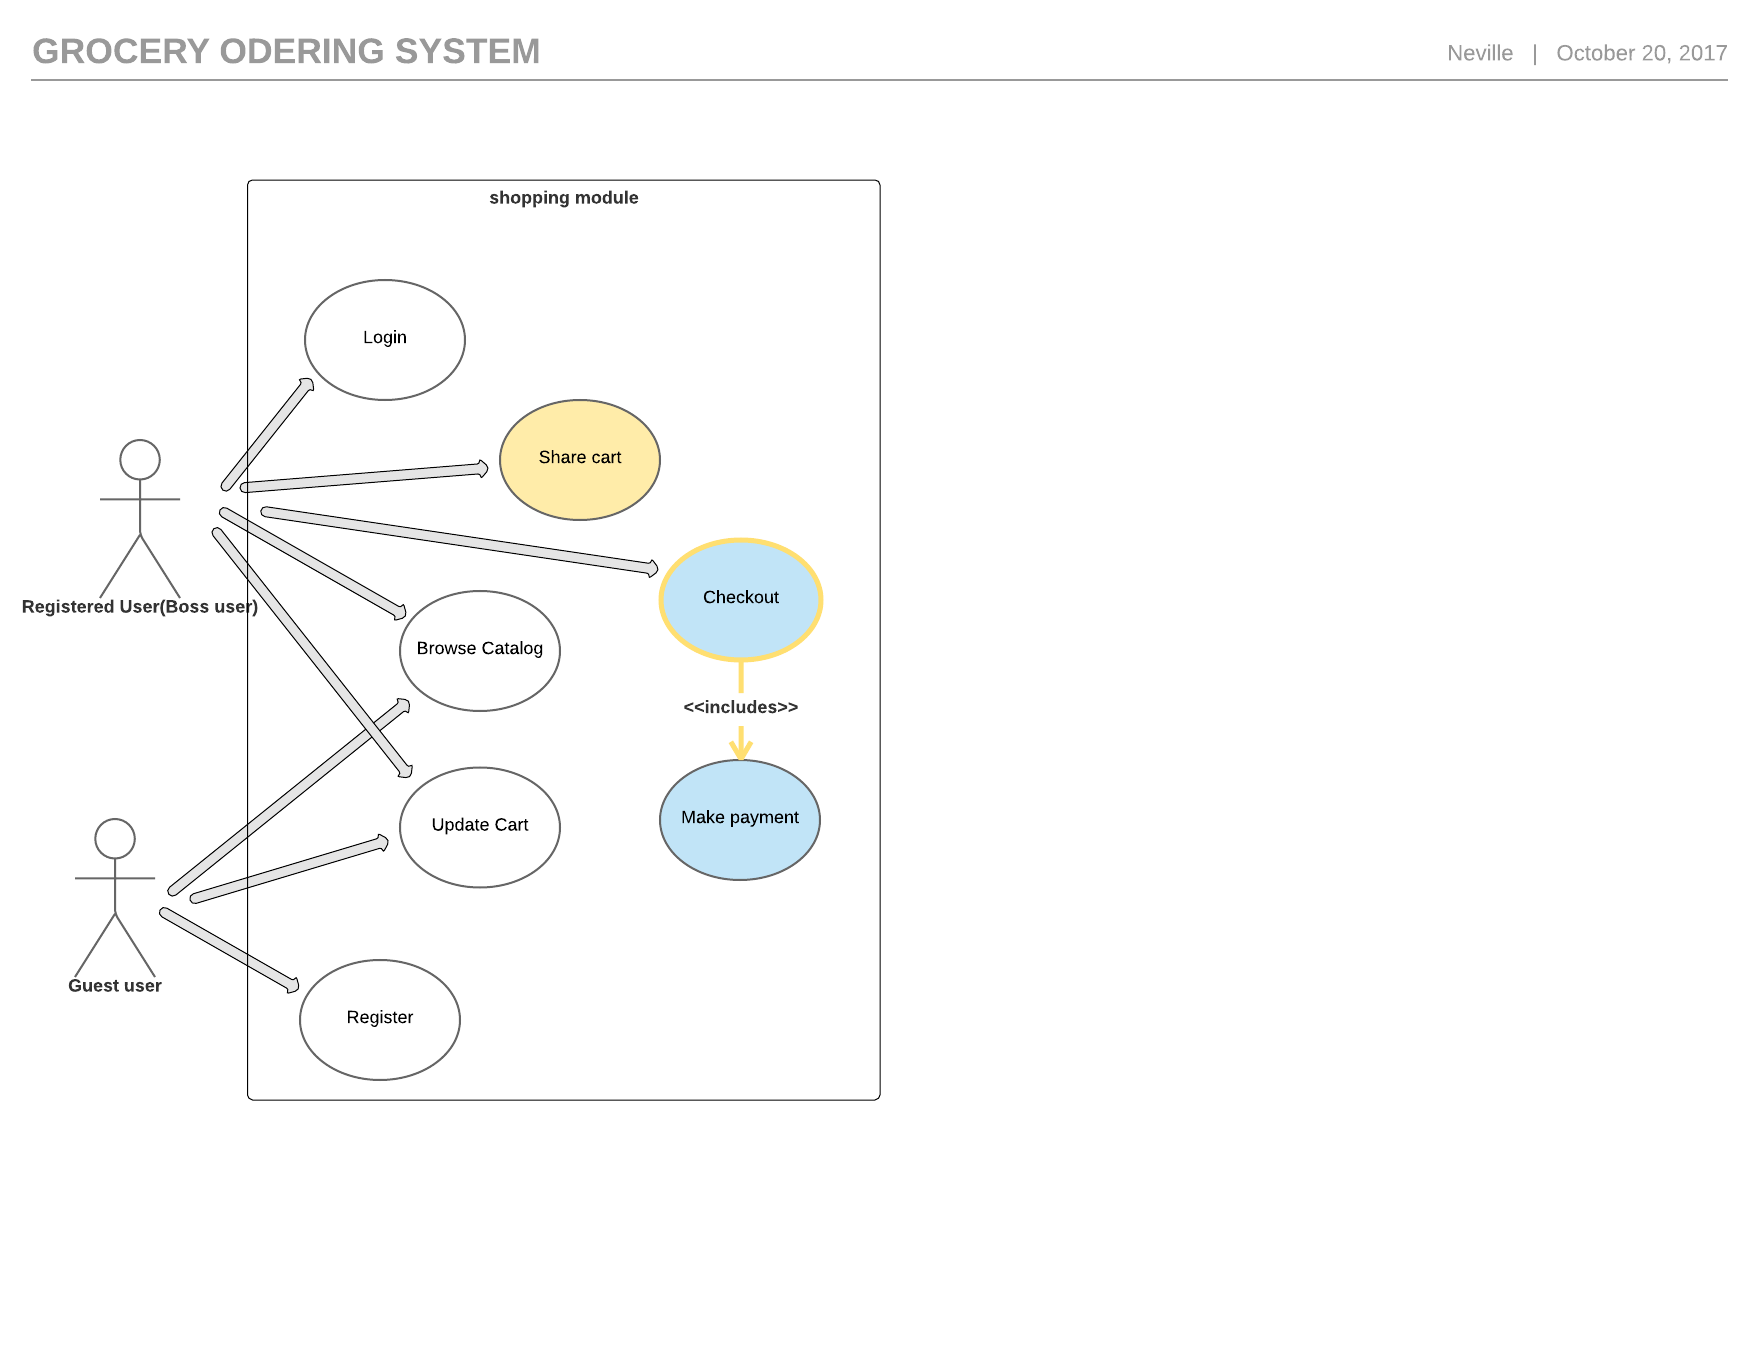 GROCERY ODERING SYSTEM
Neville | October 20, 2017
shopping module
Login
Share cart
Checkout
Registered User(Boss user)
Browse Catalog
<<includes>>
Make payment
Update Cart
Guest user
Register